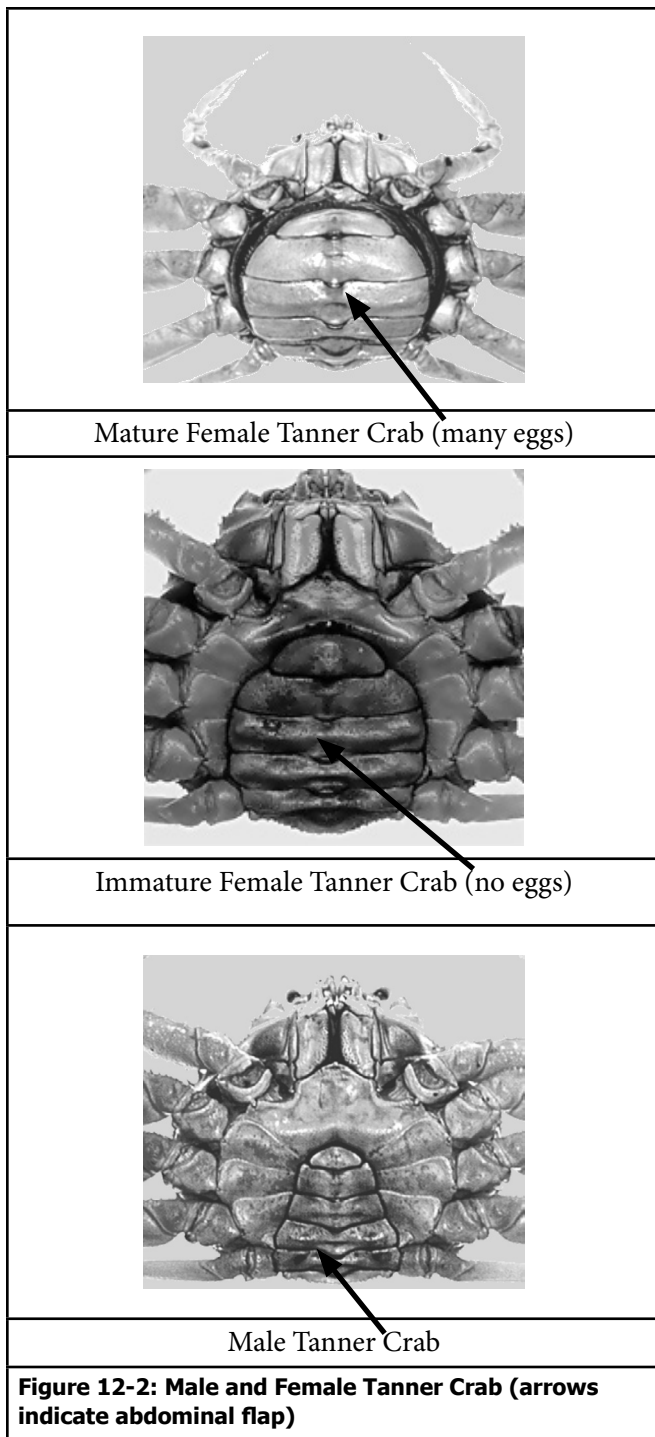 Mature Female Tanner Crab (many eggs)
Immature Female Tanner Crab (no eggs)
Male Tanner Crab
Figure 12-2: Male and Female Tanner Crab (arrows
indicate abdominal flap)